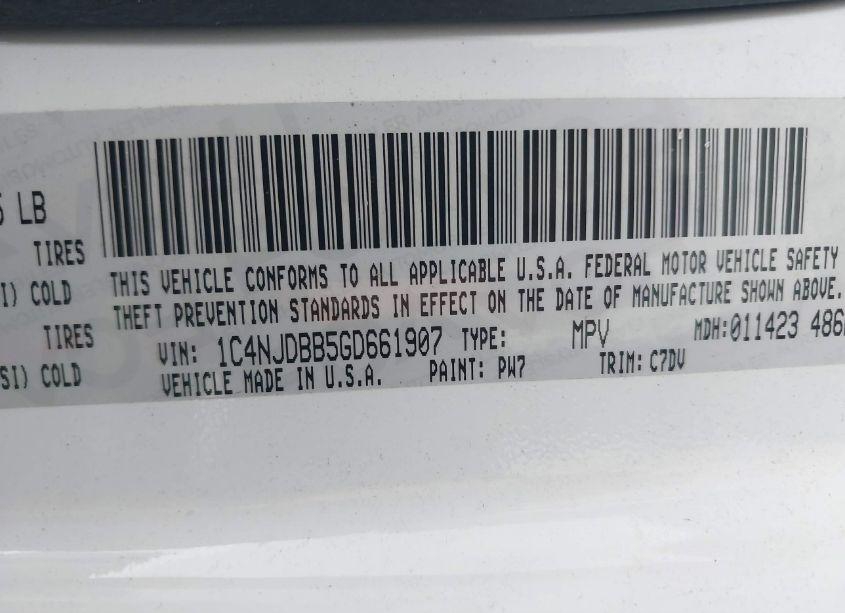 LB
TIRES
THIS VEHICLE CONFORMS TO ALL APPLICABLE U.S.A. FEDERAL MOTOR VEHICLE SAFETY
I) COLD
THEFT PREVENTION STANDARDS IN EFFECT ON THE DATE OF MANUFACTURE SHOWN ABOVE.
TIRES
VIN: 1C4NJDBB5GD661907 TYPE: MPV MDH:011423 486
SI) COLD
VEHICLE MADE IN U.S.A. PAINT: PW7 TRIM: C7DV